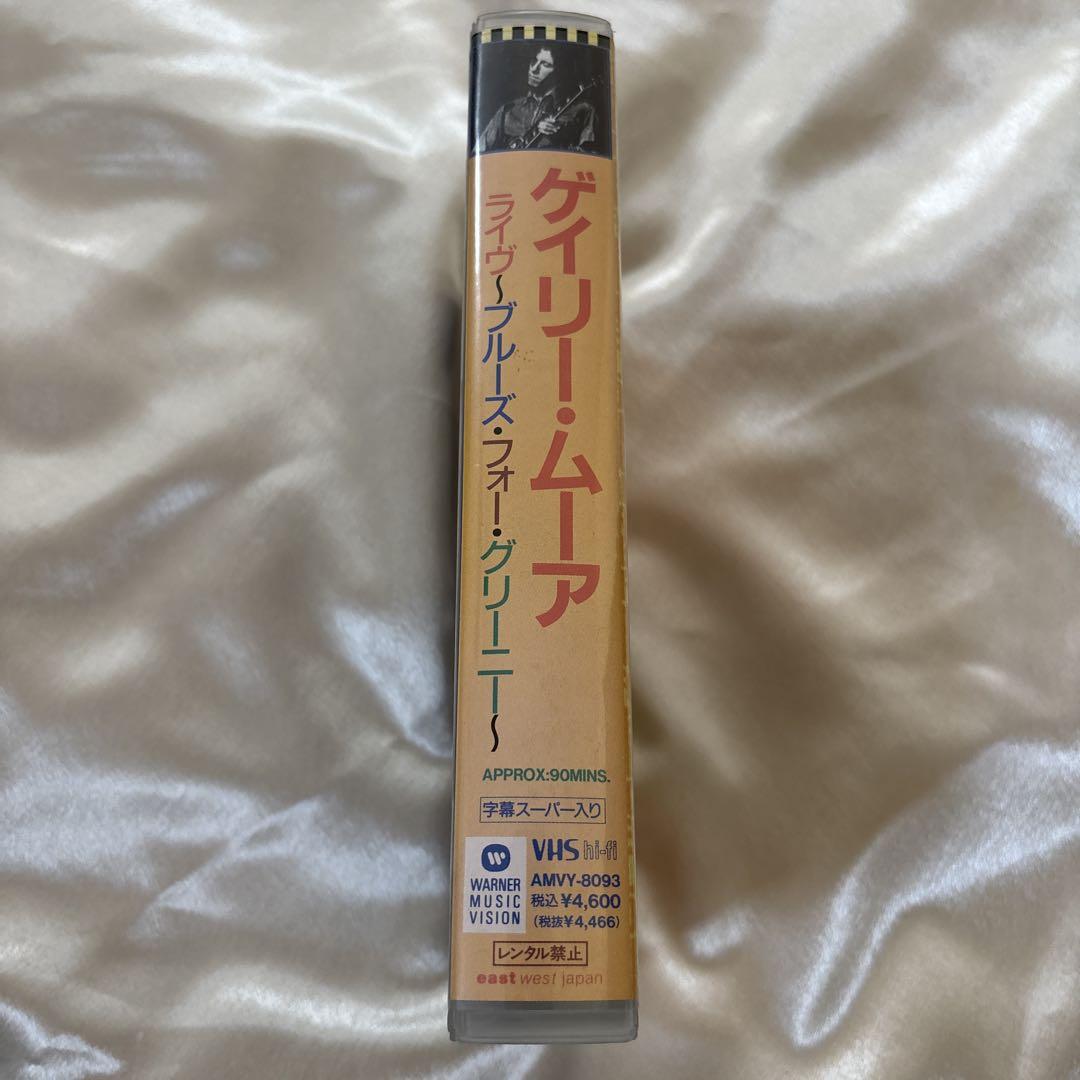 ゲイリー・ムーア
ライヴ〜ブルーズ・フォー・グリーニー〜
APPROX:90MINS.
字幕スーパー入り
WARNER
MUSIC
VISION
VHS hi-fi
AMVY-8093
税込¥4,600
(税抜¥4,466)
レンタル禁止
east west japan